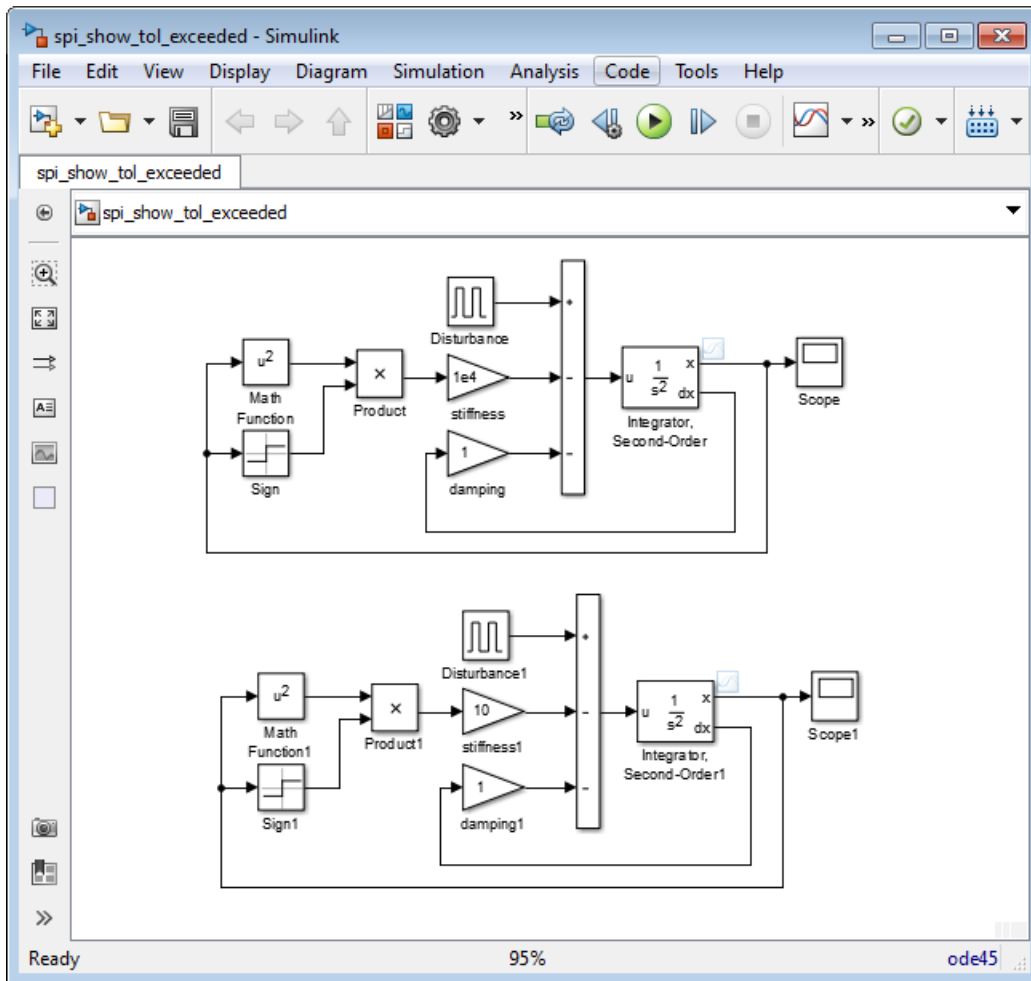 spi_show_tol_exceeded - Simulink
File Edit View Display Diagram Simulation Analysis Code Tools Help
spi_show_tol_exceeded
spi_show_tol_exceeded
Disturbance
u²
Math
Function
×
Product
1e4
stiffness
Sign
1
damping
+
-
-
u 1 x
s² dx
Integrator,
Second-Order
Scope
Disturbance1
u²
Math
Function1
×
Product1
10
stiffness1
Sign1
1
damping1
+
-
-
u 1 x
s² dx
Integrator,
Second-Order1
Scope1
Ready 95% ode45